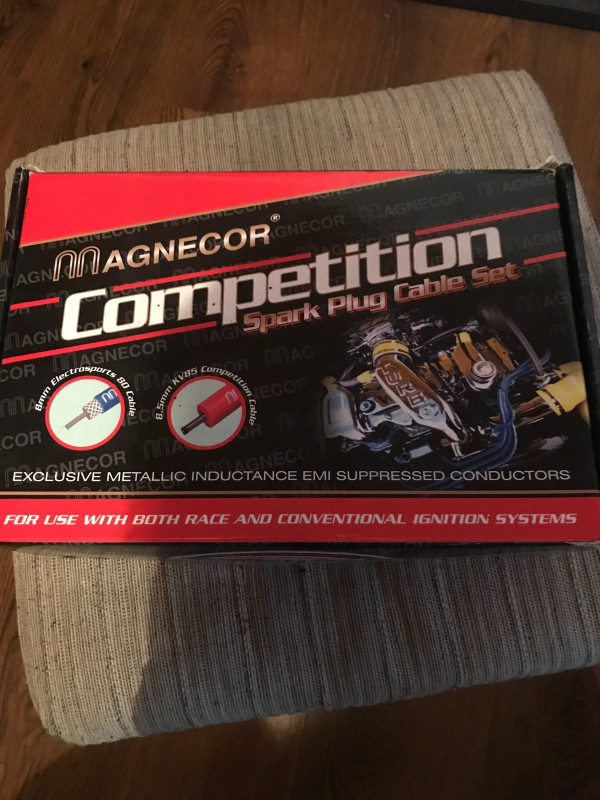 MAGNECOR®
Competition
Spark Plug Cable Set
8mm Electrosports 80 Cable
8.5mm KV85 Competition Cable
EXCLUSIVE METALLIC INDUCTANCE EMI SUPPRESSED CONDUCTORS
FOR USE WITH BOTH RACE AND CONVENTIONAL IGNITION SYSTEMS